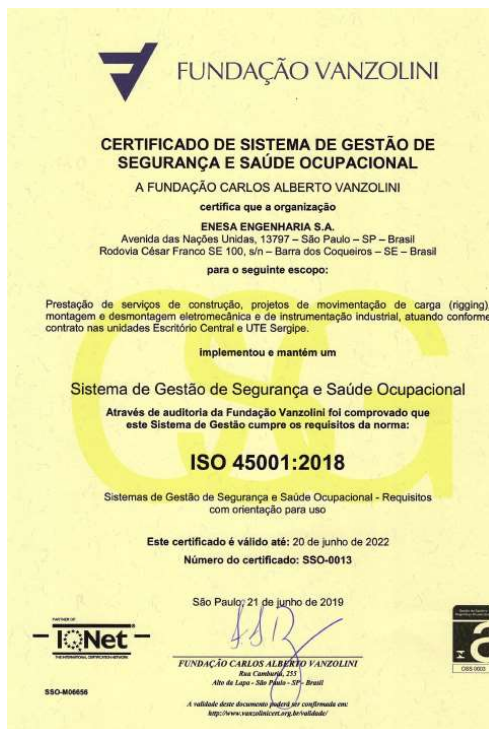 FUNDAÇÃO VANZOLINI
CERTIFICADO DE SISTEMA DE GESTÃO DE
SEGURANÇA E SAÚDE OCUPACIONAL
A FUNDAÇÃO CARLOS ALBERTO VANZOLINI
certifica que a organização
ENESA ENGENHARIA S.A.
Avenida das Nações Unidas, 13797 – São Paulo – SP – Brasil
Rodovia César Franco SE 100, s/n – Barra dos Coqueiros – SE – Brasil
para o seguinte escopo:
Prestação de serviços de construção, projetos de movimentação de carga (rigging)
montagem e desmontagem eletromecânica e de instrumentação industrial, atuando conforme
contrato nas unidades Escritório Central e UTE Sergipe.
implementou e mantém um
Sistema de Gestão de Segurança e Saúde Ocupacional
Através de auditoria da Fundação Vanzolini foi comprovado que
este Sistema de Gestão cumpre os requisitos da norma:
ISO 45001:2018
Sistemas de Gestão de Segurança e Saúde Ocupacional - Requisitos
com orientação para uso
Este certificado é válido até: 20 de junho de 2022
Número do certificado: SSO-0013
São Paulo, 21 de junho de 2019
PARTNER OF
IQNet
THE INTERNATIONAL CERTIFICATION NETWORK
FUNDAÇÃO CARLOS ALBERTO VANZOLINI
Rua Camburiú, 255
Alto da Lapa - São Paulo - SP - Brasil
SSO-M06656
A validade deste documento poderá ser confirmada em:
http://www.vanzolinicert.org.br/validade/
OSS 0003